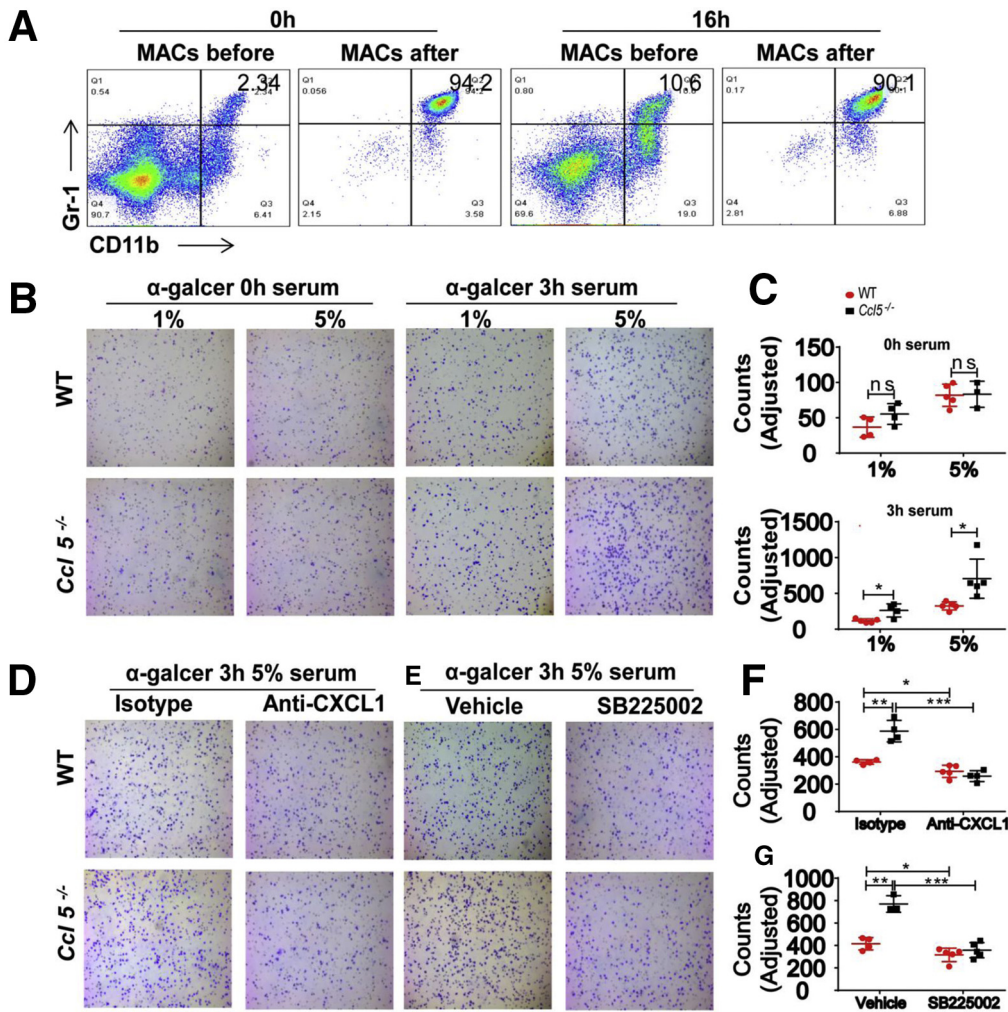 A
0h
16h
MACs before
MACs after
MACs before
MACs after
Q1
0.54
2.34
Q4
90.7
Q3
6.41
Q1
0.056
94.2
Q4
2.15
Q3
3.58
Q1
0.80
10.6
Q4
69.6
Q3
19.0
Q1
0.17
90.1
Q4
2.81
Q3
6.88
Gr-1
CD11b
B
α-galcer 0h serum
α-galcer 3h serum
1%
5%
1%
5%
WT
Ccl 5 -/-
C
WT
Ccl5 -/-
0h serum
Counts
(Adjusted)
150
100
50
0
ns
ns
1%
5%
3h serum
Counts
(Adjusted)
1500
1000
500
0
*
*
1%
5%
D
α-galcer 3h 5% serum
Isotype
Anti-CXCL1
WT
Ccl 5 -/-
E
α-galcer 3h 5% serum
Vehicle
SB225002
F
Counts
(Adjusted)
800
600
400
200
0
*
**
***
Isotype
Anti-CXCL1
G
Counts
(Adjusted)
1000
800
600
400
200
0
*
**
***
Vehicle
SB225002